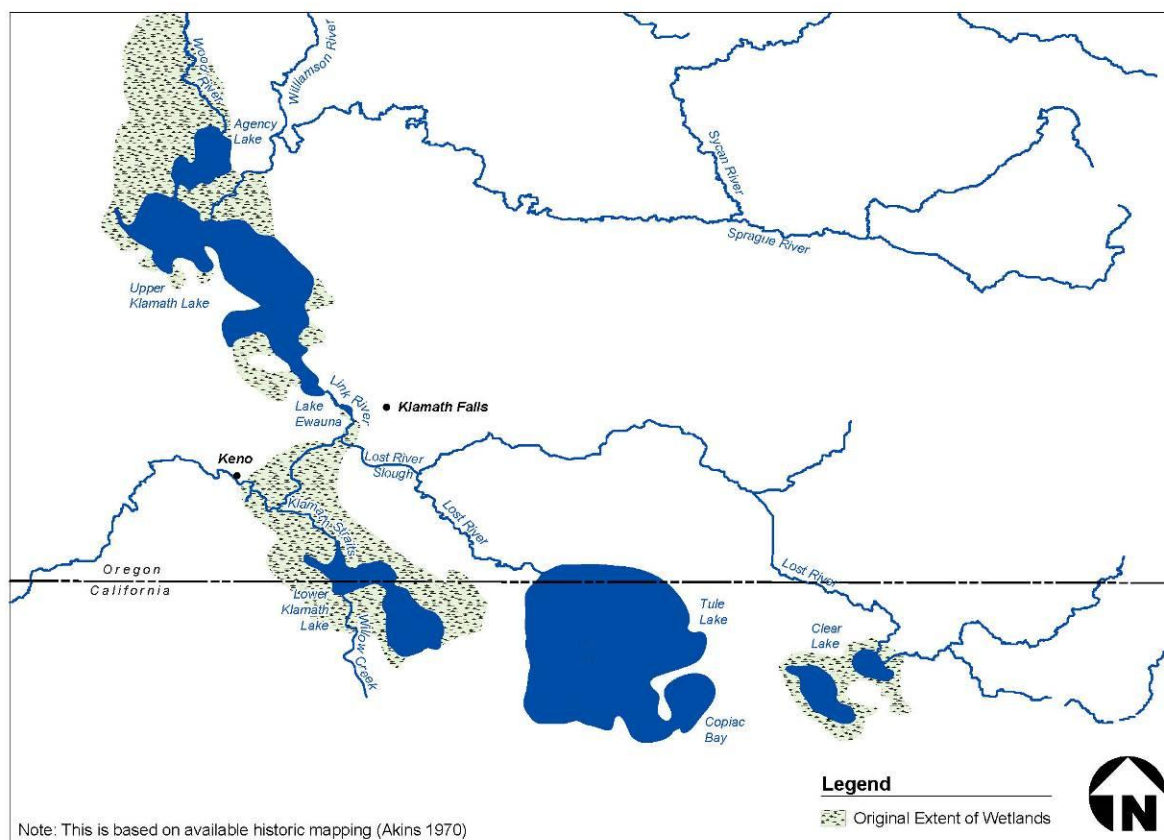 Wood River
Williamson River
Agency
Lake
Sycan River
Sprague River
Upper
Klamath Lake
Link River
Klamath Falls
Lake
Ewauna
Keno
Lost River
Slough
Klamath Straits
Lost River
Oregon
California
Lost River
Lower
Klamath
Lake
Willow Creek
Tule
Lake
Clear
Lake
Copiac
Bay
Legend
Original Extent of Wetlands
N
Note: This is based on available historic mapping (Akins 1970)